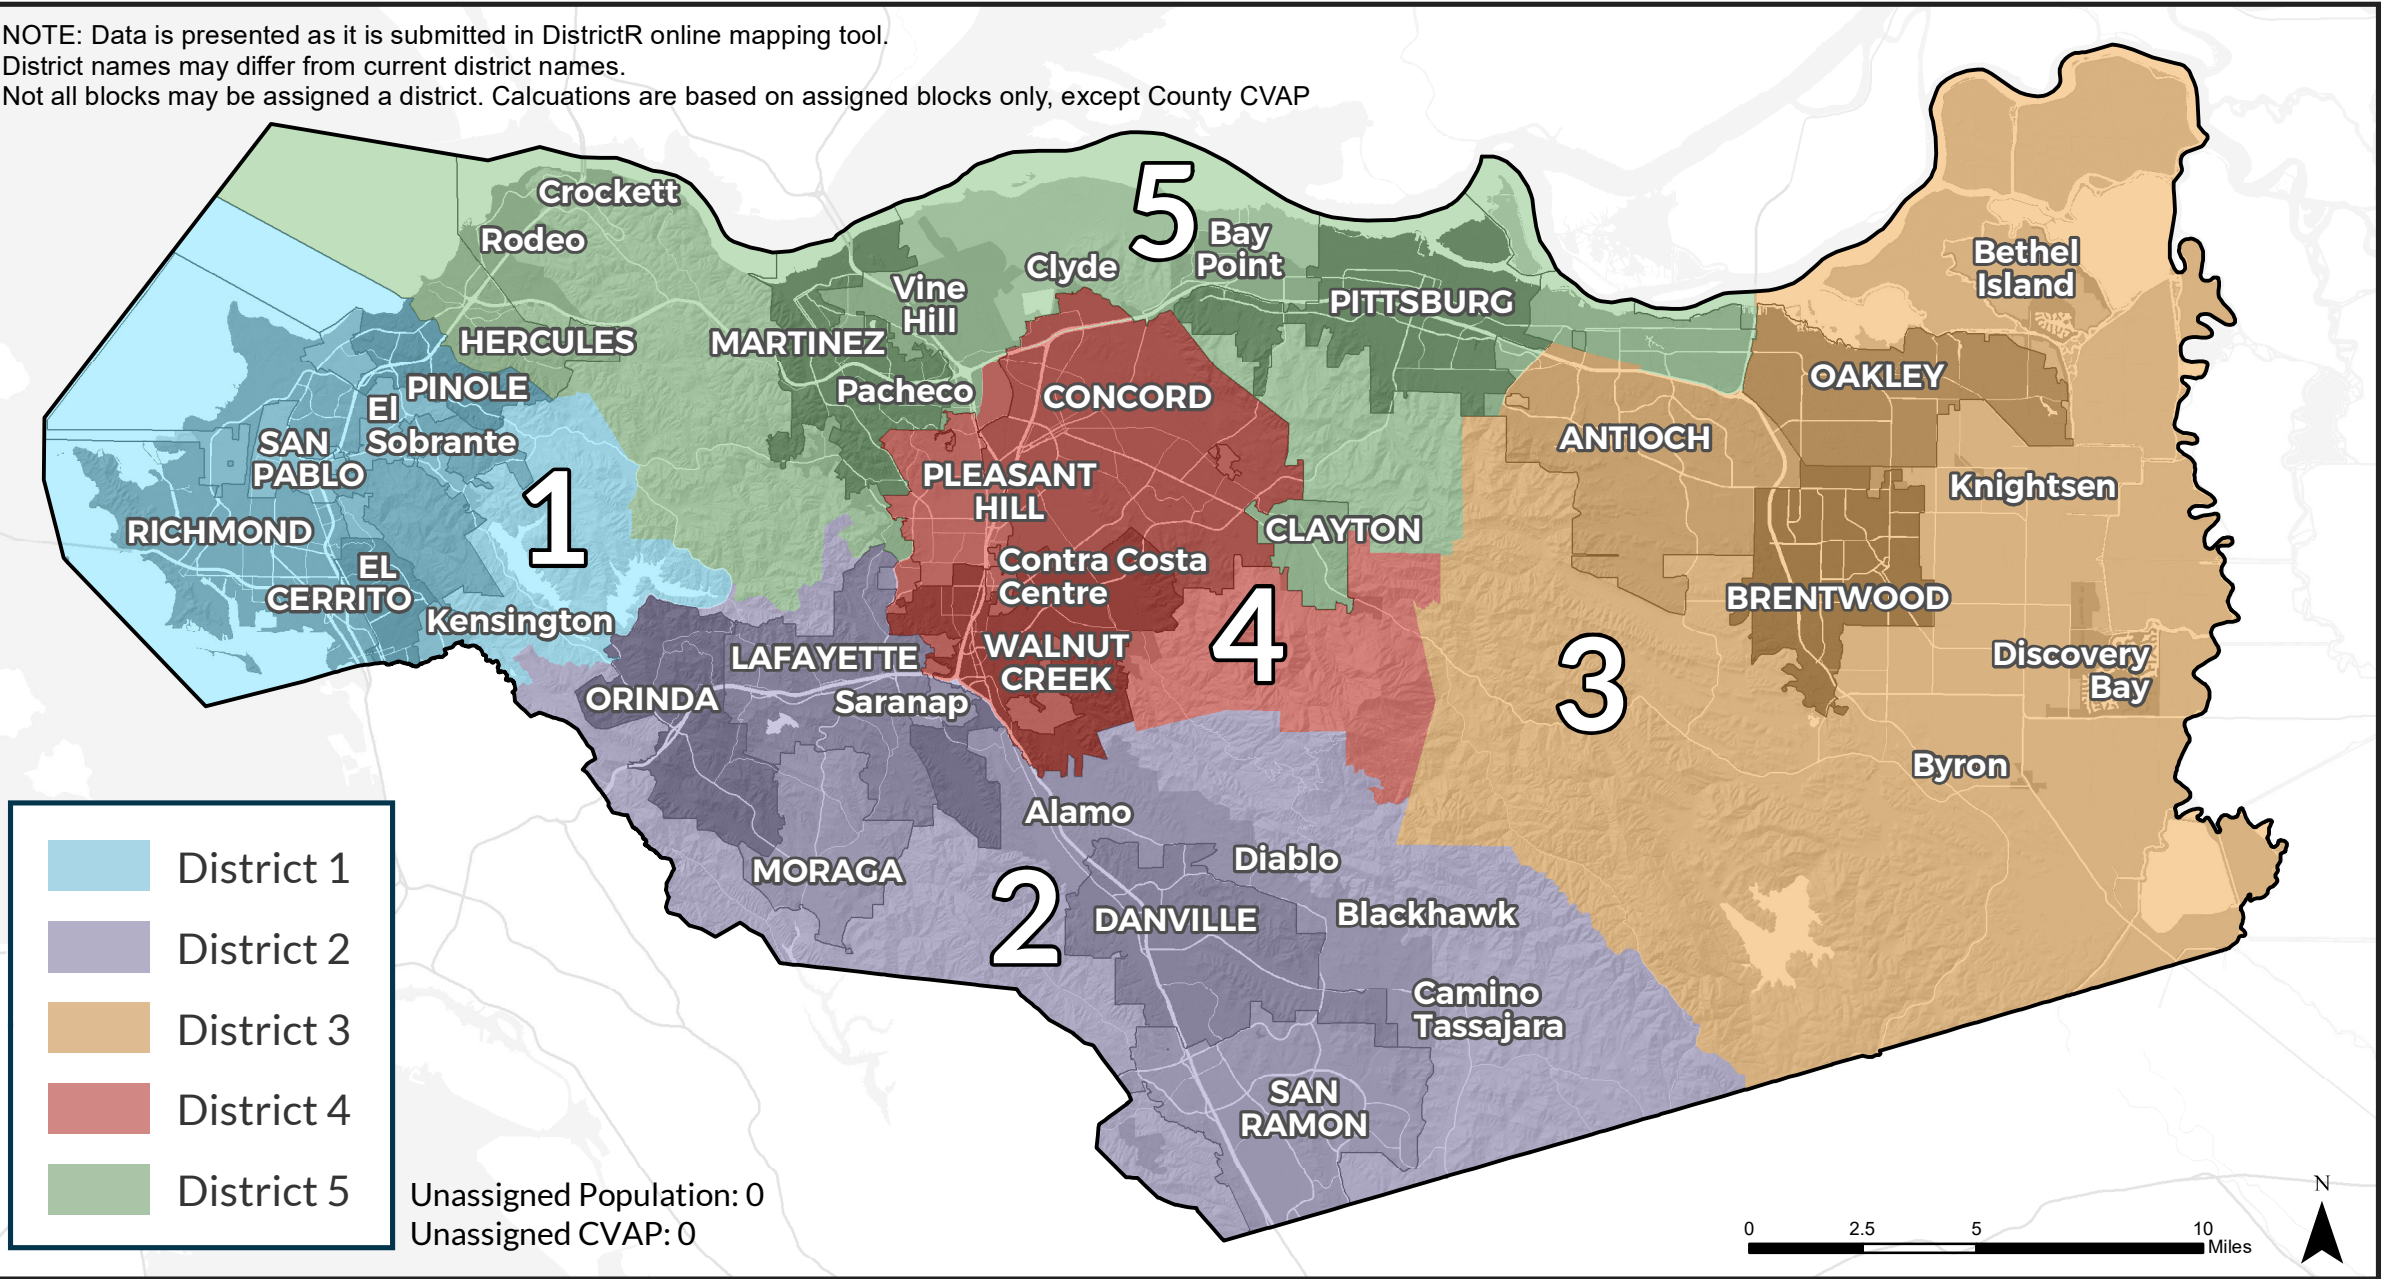 NOTE: Data is presented as it is submitted in DistrictR online mapping tool.
District names may differ from current district names.
Not all blocks may be assigned a district. Calcuations are based on assigned blocks only, except County CVAP
Crockett
Rodeo
HERCULES
PINOLE
El
Sobrante
SAN
PABLO
RICHMOND
EL
CERRITO
Kensington
1
MARTINEZ
Pacheco
Vine
Hill
Clyde
5
Bay
Point
PITTSBURG
CONCORD
PLEASANT
HILL
CLAYTON
Contra Costa
Centre
WALNUT
CREEK
4
LAFAYETTE
ORINDA
Saranap
MORAGA
Alamo
2
Diablo
DANVILLE
Blackhawk
Camino
Tassajara
SAN
RAMON
Bethel
Island
OAKLEY
ANTIOCH
Knightsen
BRENTWOOD
3
Discovery
Bay
Byron
District 1
District 2
District 3
District 4
District 5
Unassigned Population: 0
Unassigned CVAP: 0
0 2.5 5 10
Miles
N